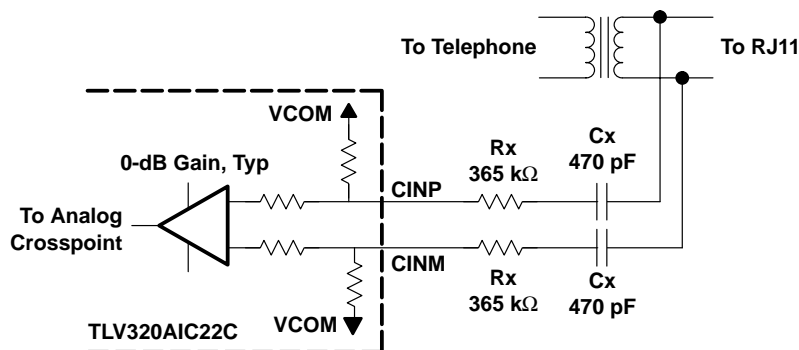 To Telephone
To RJ11
VCOM
0-dB Gain, Typ
Rx
365 kΩ
Cx
470 pF
CINP
To Analog
Crosspoint
CINM
Rx
365 kΩ
Cx
470 pF
VCOM
TLV320AIC22C